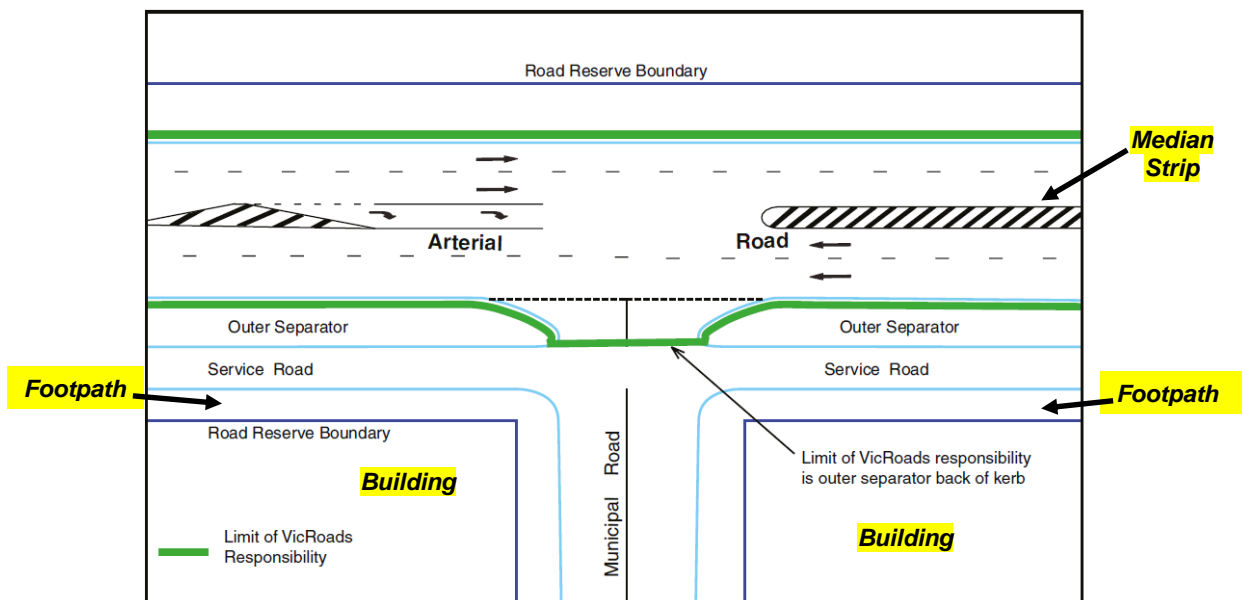 Road Reserve Boundary
Median
Strip
Arterial
Road
Outer Separator
Outer Separator
Service Road
Service Road
Footpath
Footpath
Road Reserve Boundary
Limit of VicRoads responsibility
is outer separator back of kerb
Building
Building
Municipal Road
Limit of VicRoads
Responsibility